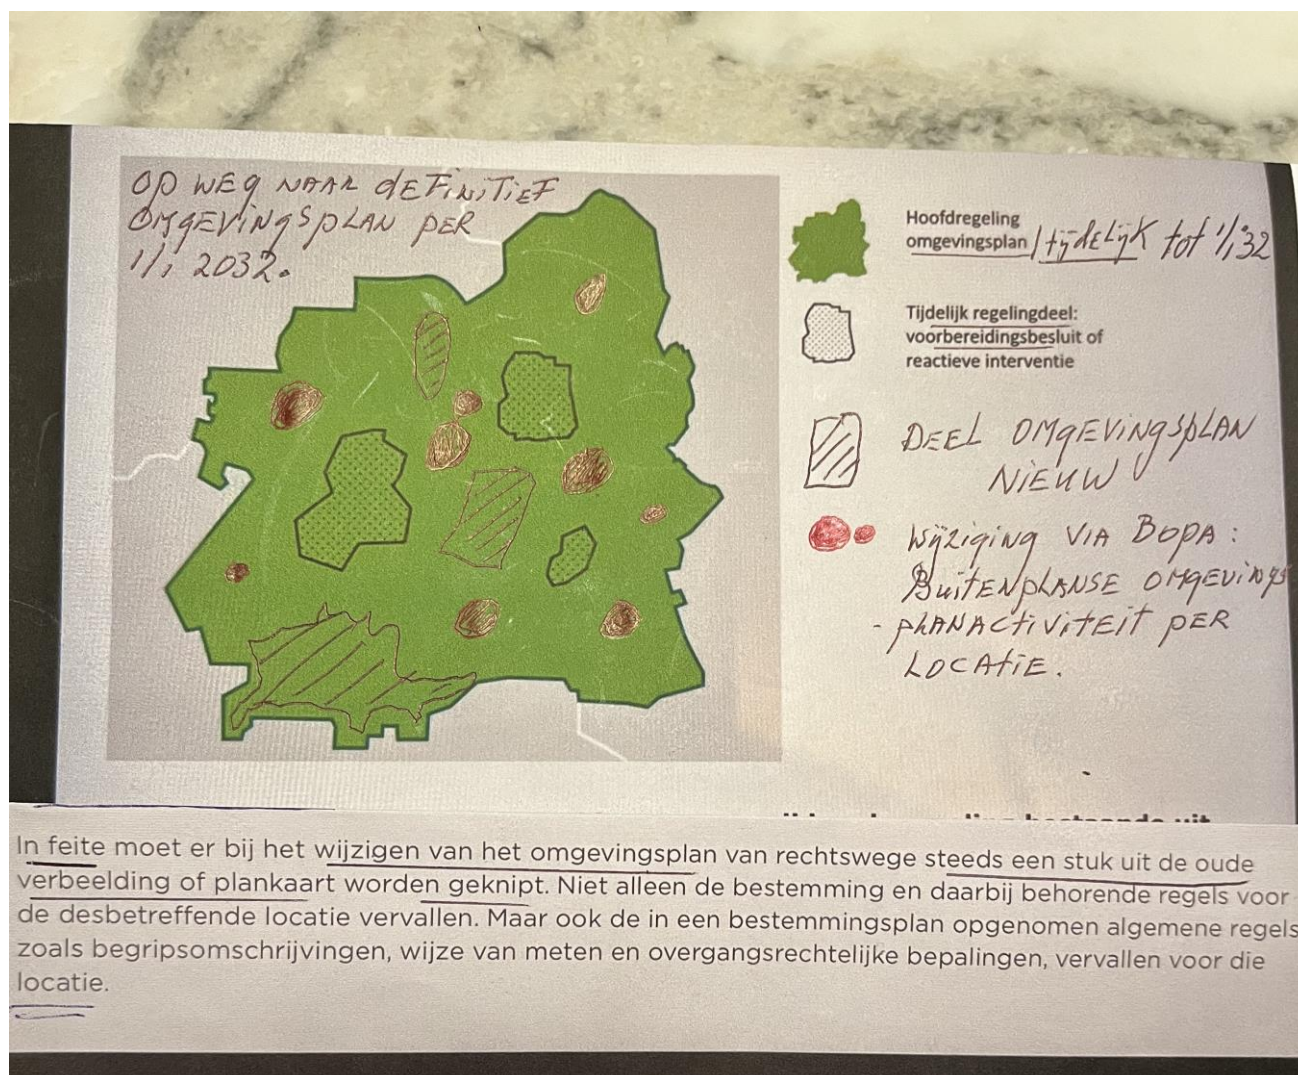 OP WEG NAAR dEFiNiTiEF
OMGEViNgSPLAN PER
1/1 2032.
Hoofdregeling
omgevingsplan / tijdELijK tot 1/1'32
Tijdelijk regelingdeel:
voorbereidingsbesluit of
reactieve interventie
DEEL OMgEViNgSpLAN
NiEUW
WijZigiNg ViA BOPA :
BUitENPLANSE OMgEViNgS
- pLANACtiViTEiT PER
LOCAtiE.
In feite moet er bij het wijzigen van het omgevingsplan van rechtswege steeds een stuk uit de oude
verbeelding of plankaart worden geknipt. Niet alleen de bestemming en daarbij behorende regels voor
de desbetreffende locatie vervallen. Maar ook de in een bestemmingsplan opgenomen algemene regels
zoals begripsomschrijvingen, wijze van meten en overgangsrechtelijke bepalingen, vervallen voor die
locatie.